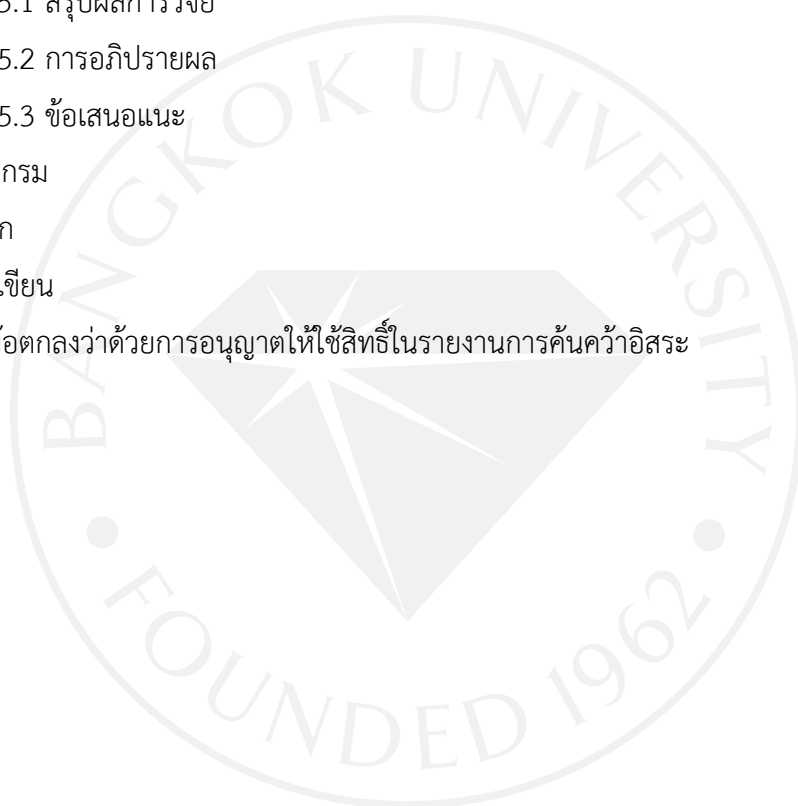 5.1 สรุปผลการวิจัย
5.2 การอภิปรายผล
5.3 ข้อเสนอแนะ
กรม
ก
เขียน
้อตกลงว่าด้วยการอนุญาตให้ใช้สิทธิ์ในรายงานการค้นคว้าอิสระ
BANGKOK UNIVERSITY
FOUNDED 1962